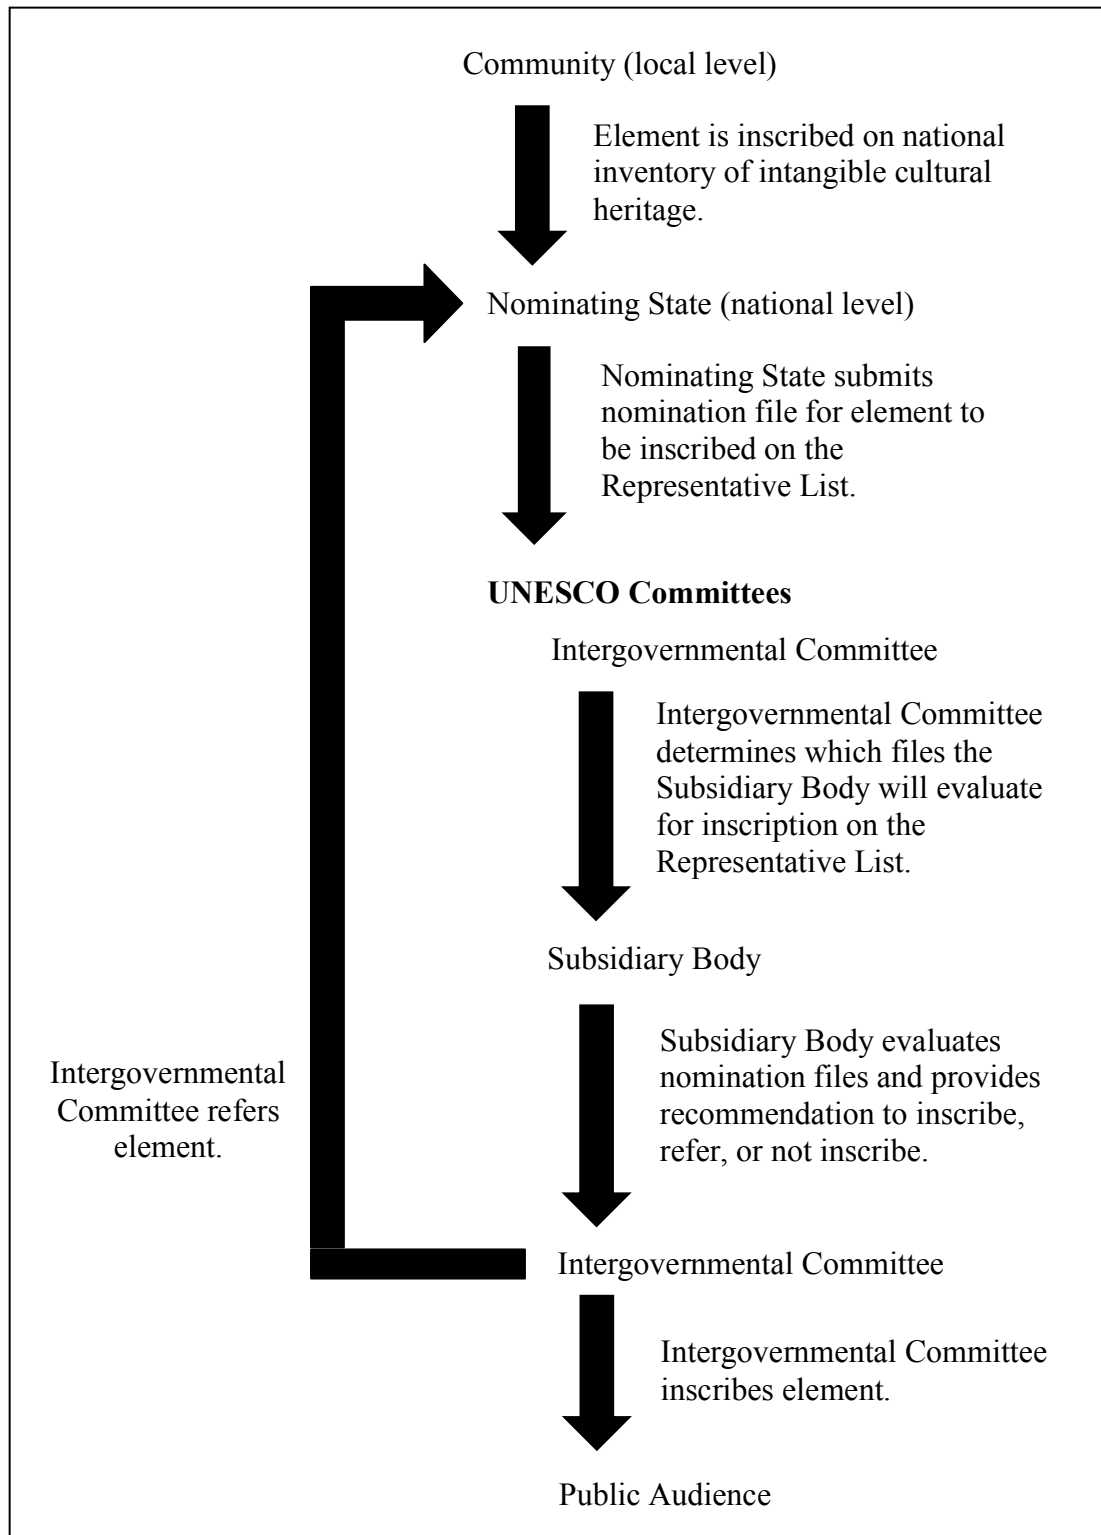 Community (local level)
Element is inscribed on national
inventory of intangible cultural
heritage.
Nominating State (national level)
Nominating State submits
nomination file for element to
be inscribed on the
Representative List.
UNESCO Committees
Intergovernmental Committee
Intergovernmental Committee
determines which files the
Subsidiary Body will evaluate
for inscription on the
Representative List.
Subsidiary Body
Subsidiary Body evaluates
nomination files and provides
recommendation to inscribe,
refer, or not inscribe.
Intergovernmental
Committee refers
element.
Intergovernmental Committee
Intergovernmental Committee
inscribes element.
Public Audience